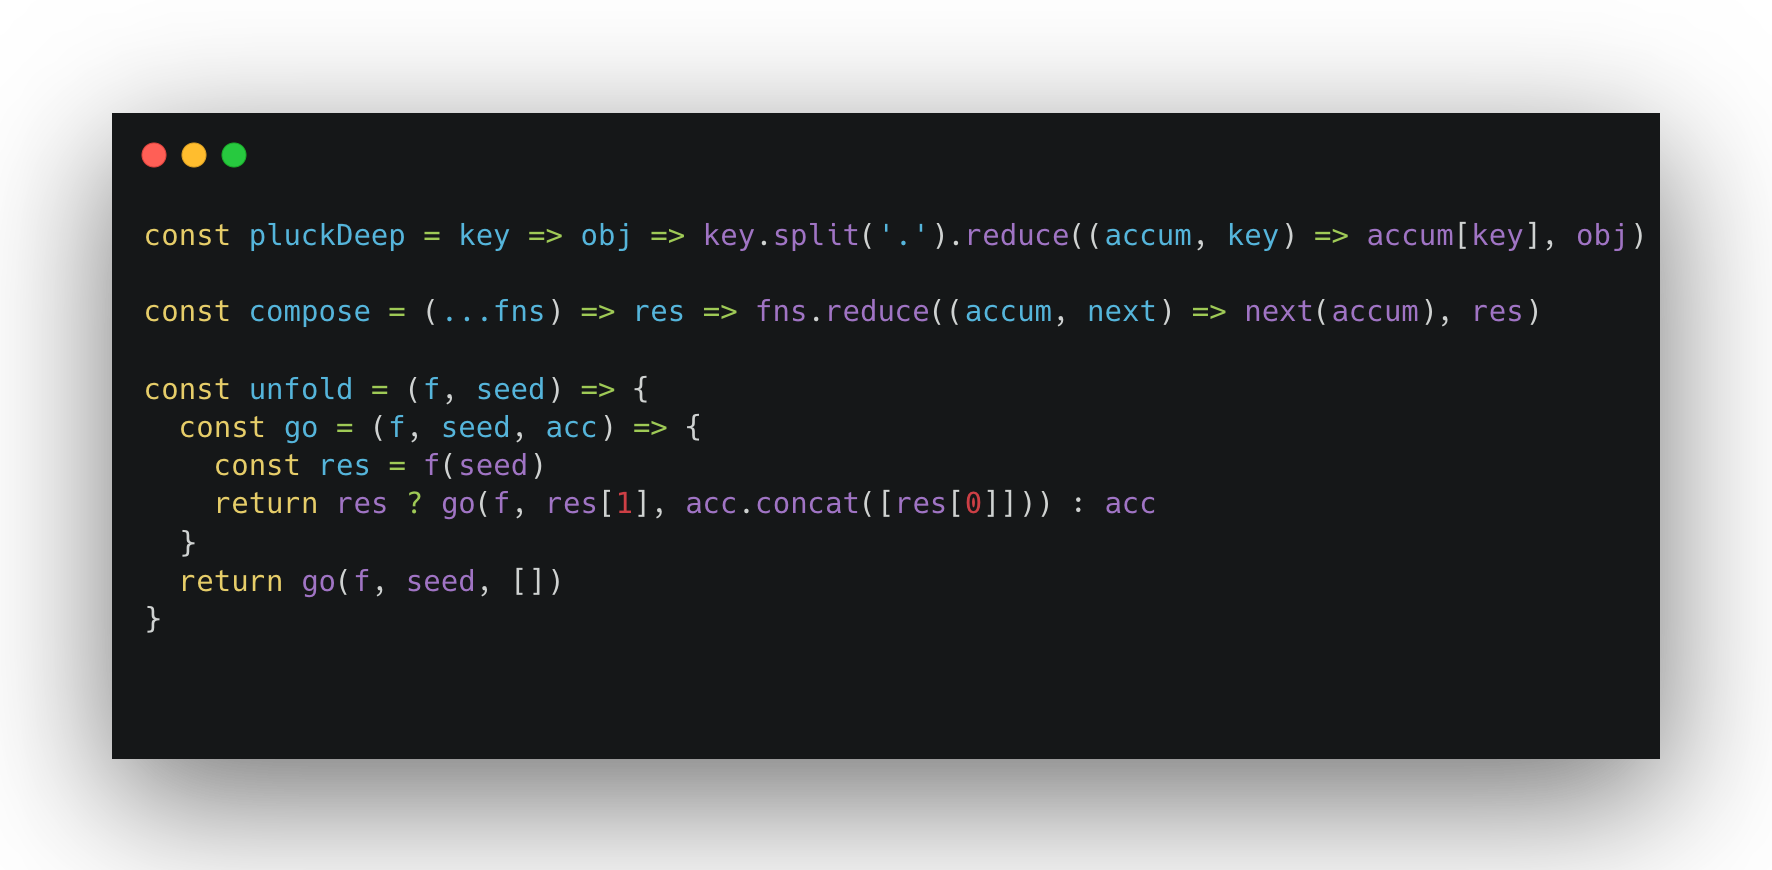 const pluckDeep = key => obj => key.split('.').reduce((accum, key) => accum[key], obj)
const compose = (...fns) => res => fns.reduce((accum, next) => next(accum), res)
const unfold = (f, seed) => {
  const go = (f, seed, acc) => {
    const res = f(seed)
    return res ? go(f, res[1], acc.concat([res[0]])) : acc
  }
  return go(f, seed, [])
}